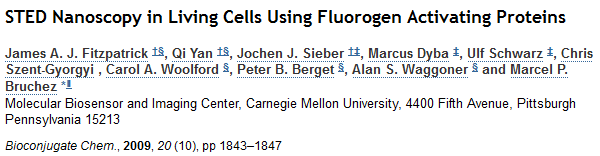 STED Nanoscopy in Living Cells Using Fluorogen Activating Proteins
James A. J. Fitzpatrick †§, Qi Yan †§, Jochen J. Sieber †‡, Marcus Dyba ‡, Ulf Schwarz ‡, Chris
Szent-Gyorgyi , Carol A. Woolford §, Peter B. Berget §, Alan S. Waggoner § and Marcel P.
Bruchez *∥
Molecular Biosensor and Imaging Center, Carnegie Mellon University, 4400 Fifth Avenue, Pittsburgh
Pennsylvania 15213
Bioconjugate Chem., 2009, 20 (10), pp 1843–1847